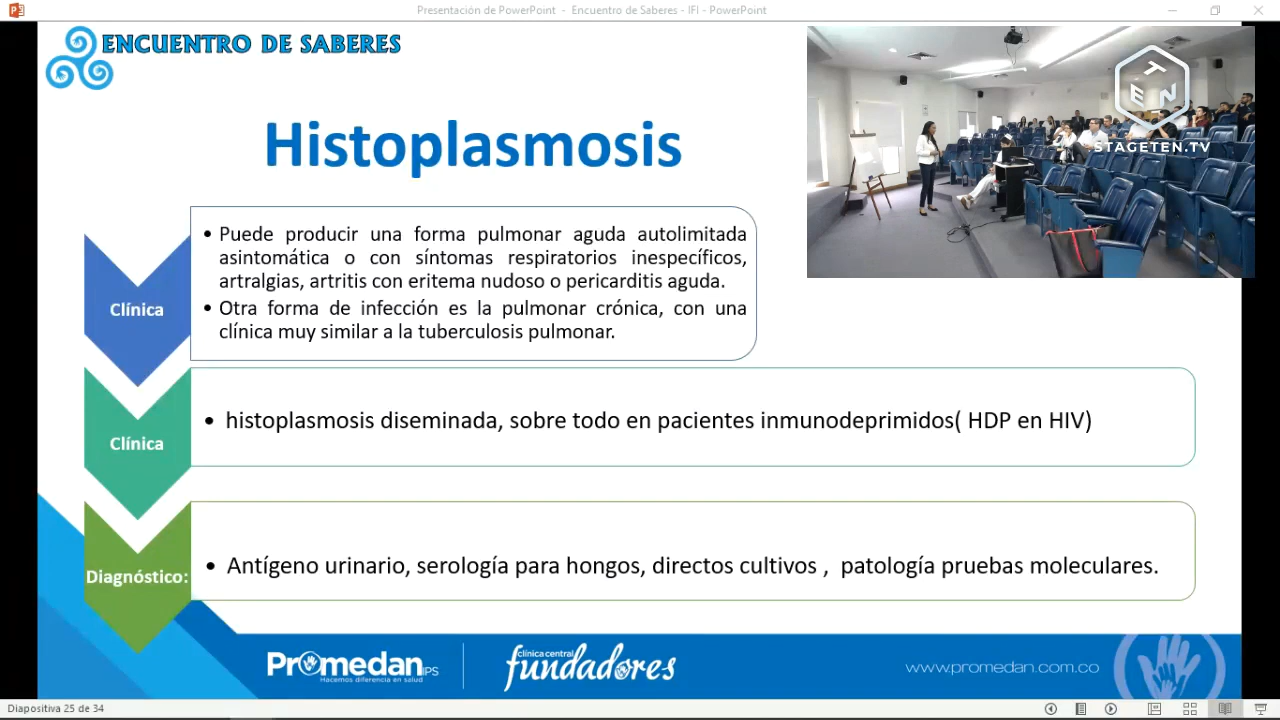 Presentación de PowerPoint - Encuentro de Saberes - IFI - PowerPoint
ENCUENTRO DE SABERES
TEN
STAGETEN.TV
Histoplasmosis
Clínica
• Puede producir una forma pulmonar aguda autolimitada
asintomática o con síntomas respiratorios inespecíficos,
artralgias, artritis con eritema nudoso o pericarditis aguda.
• Otra forma de infección es la pulmonar crónica, con una
clínica muy similar a la tuberculosis pulmonar.
Clínica
• histoplasmosis diseminada, sobre todo en pacientes inmunodeprimidos( HDP en HIV)
Diagnóstico:
• Antígeno urinario, serología para hongos, directos cultivos , patología pruebas moleculares.
Promedan IPS
Hacemos diferencia en salud
clínica central
fundadores
www.promedan.com.co
Diapositiva 25 de 34